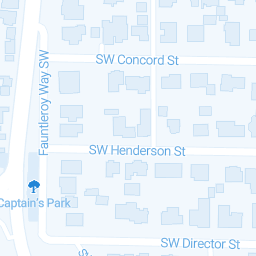 SW Concord St
Fauntleroy Way SW
SW Henderson St
Captain's Park
SW Director St